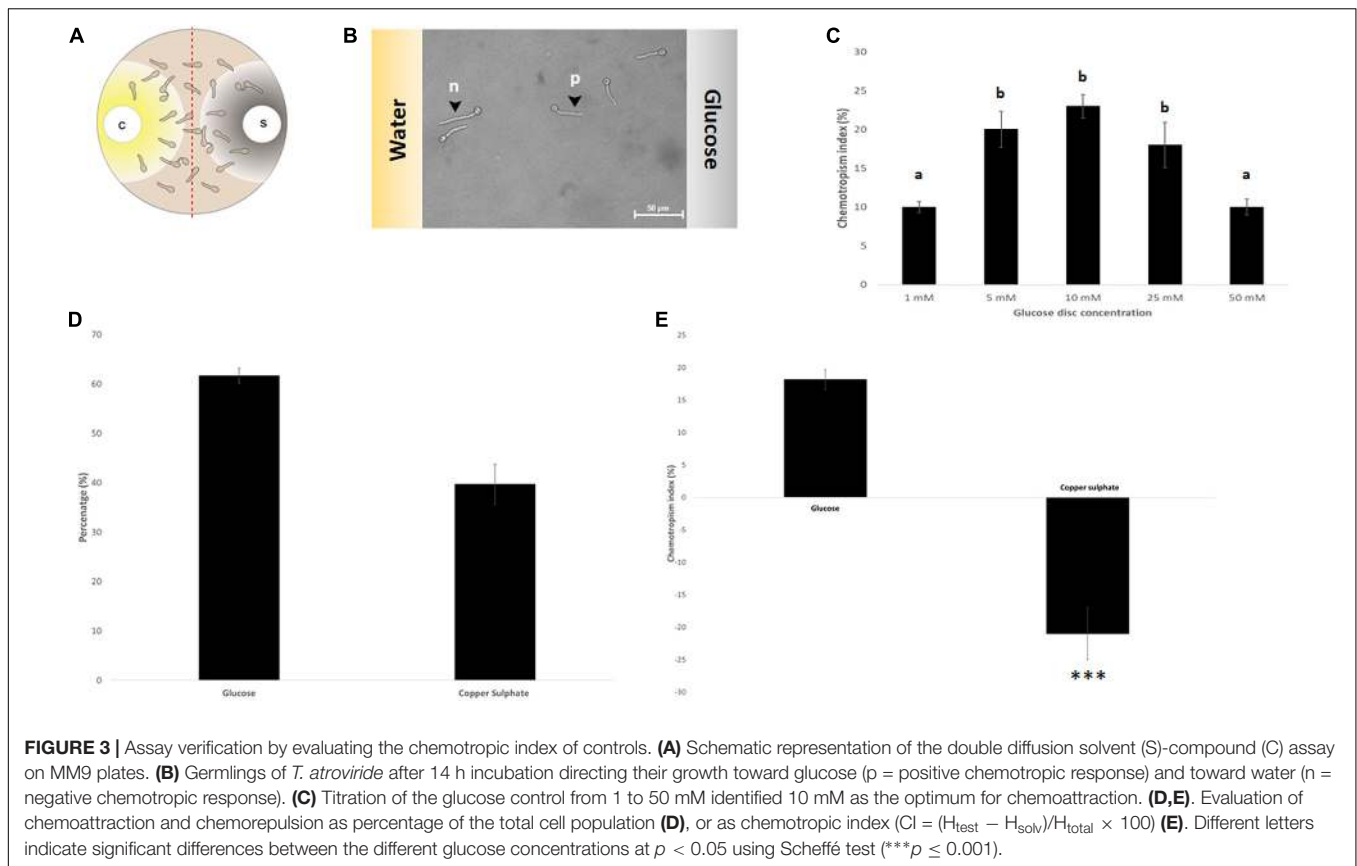 A
C
S
B
Water
n
p
Glucose
50 µm
C
Chemotropism index (%)
30
25
20
15
10
5
0
a
b
b
b
a
1 mM
5 mM
10 mM
25 mM
50 mM
Glucose disc concentration
D
Percenatge (%)
70
60
50
40
30
20
10
0
Glucose
Copper Sulphate
E
Chemotropism index (%)
25
20
15
10
5
0
-5
-10
-15
-20
-25
-30
Glucose
Copper sulphate
***
FIGURE 3 | Assay verification by evaluating the chemotropic index of controls. (A) Schematic representation of the double diffusion solvent (S)-compound (C) assay
on MM9 plates. (B) Germlings of T. atroviride after 14 h incubation directing their growth toward glucose (p = positive chemotropic response) and toward water (n =
negative chemotropic response). (C) Titration of the glucose control from 1 to 50 mM identified 10 mM as the optimum for chemoattraction. (D,E). Evaluation of
chemoattraction and chemorepulsion as percentage of the total cell population (D), or as chemotropic index (CI = (Htest − Hsolv)/Htotal × 100) (E). Different letters
indicate significant differences between the different glucose concentrations at p < 0.05 using Scheffé test (***p ≤ 0.001).